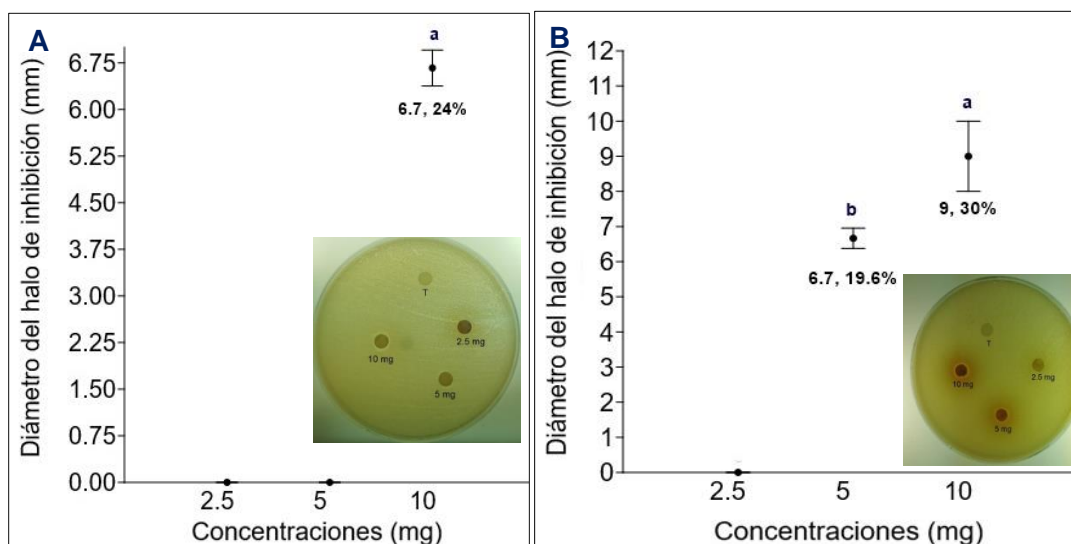 A
Diámetro del halo de inhibición (mm)
6.75
6.00
5.25
4.50
3.75
3.00
2.25
1.50
0.75
0.00
a
6.7, 24%
T
2.5 mg
10 mg
5 mg
2.5 5 10
Concentraciones (mg)
B
Diámetro del halo de inhibición (mm)
12
11
10
9
8
7
6
5
4
3
2
1
0
a
9, 30%
b
6.7, 19.6%
T
2.5 mg
10 mg
5 mg
2.5 5 10
Concentraciones (mg)